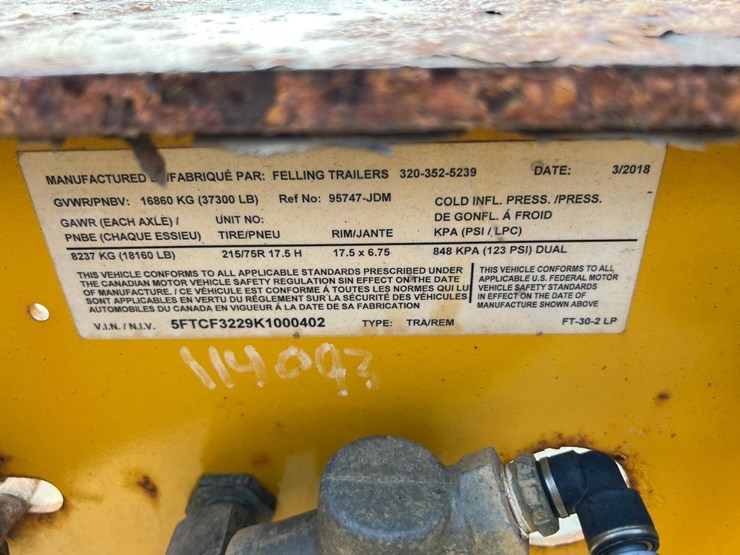 MANUFACTURED BY/FABRIQUÉ PAR: FELLING TRAILERS 320-352-5239 DATE: 3/2018
GVWR/PNBV: 16860 KG (37300 LB) Ref No: 95747-JDM COLD INFL. PRESS. /PRESS.
GAWR (EACH AXLE) / UNIT NO: DE GONFL. Á FROID
PNBE (CHAQUE ESSIEU) TIRE/PNEU RIM/JANTE KPA (PSI / LPC)
8237 KG (18160 LB) 215/75R 17.5 H 17.5 x 6.75 848 KPA (123 PSI) DUAL
THIS VEHICLE CONFORMS TO ALL APPLICABLE STANDARDS PRESCRIBED UNDER
THE CANADIAN MOTOR VEHICLE SAFETY REGULATION SIN EFFECT ON THE DATE
OF MANUFACTURE. / CE VÉHICULE EST CONFORME À TOUTES LES NORMES QUI LUI
SONT APPLICABLES EN VERTU DU RÉGLEMENT SUR LA SÉCURITÉ DES VÉHICULES
AUTOMOBILES DU CANADA EN VIGUEUR À LA DATE DE SA FABRICATION
THIS VEHICLE CONFORMS TO ALL
APPLICABLE U.S. FEDERAL MOTOR
VEHICLE SAFETY STANDARDS
IN EFFECT ON THE DATE OF
MANUFACTURE SHOWN ABOVE
V.I.N. / N.I.V. 5FTCF3229K1000402 TYPE: TRA/REM FT-30-2 LP
114093